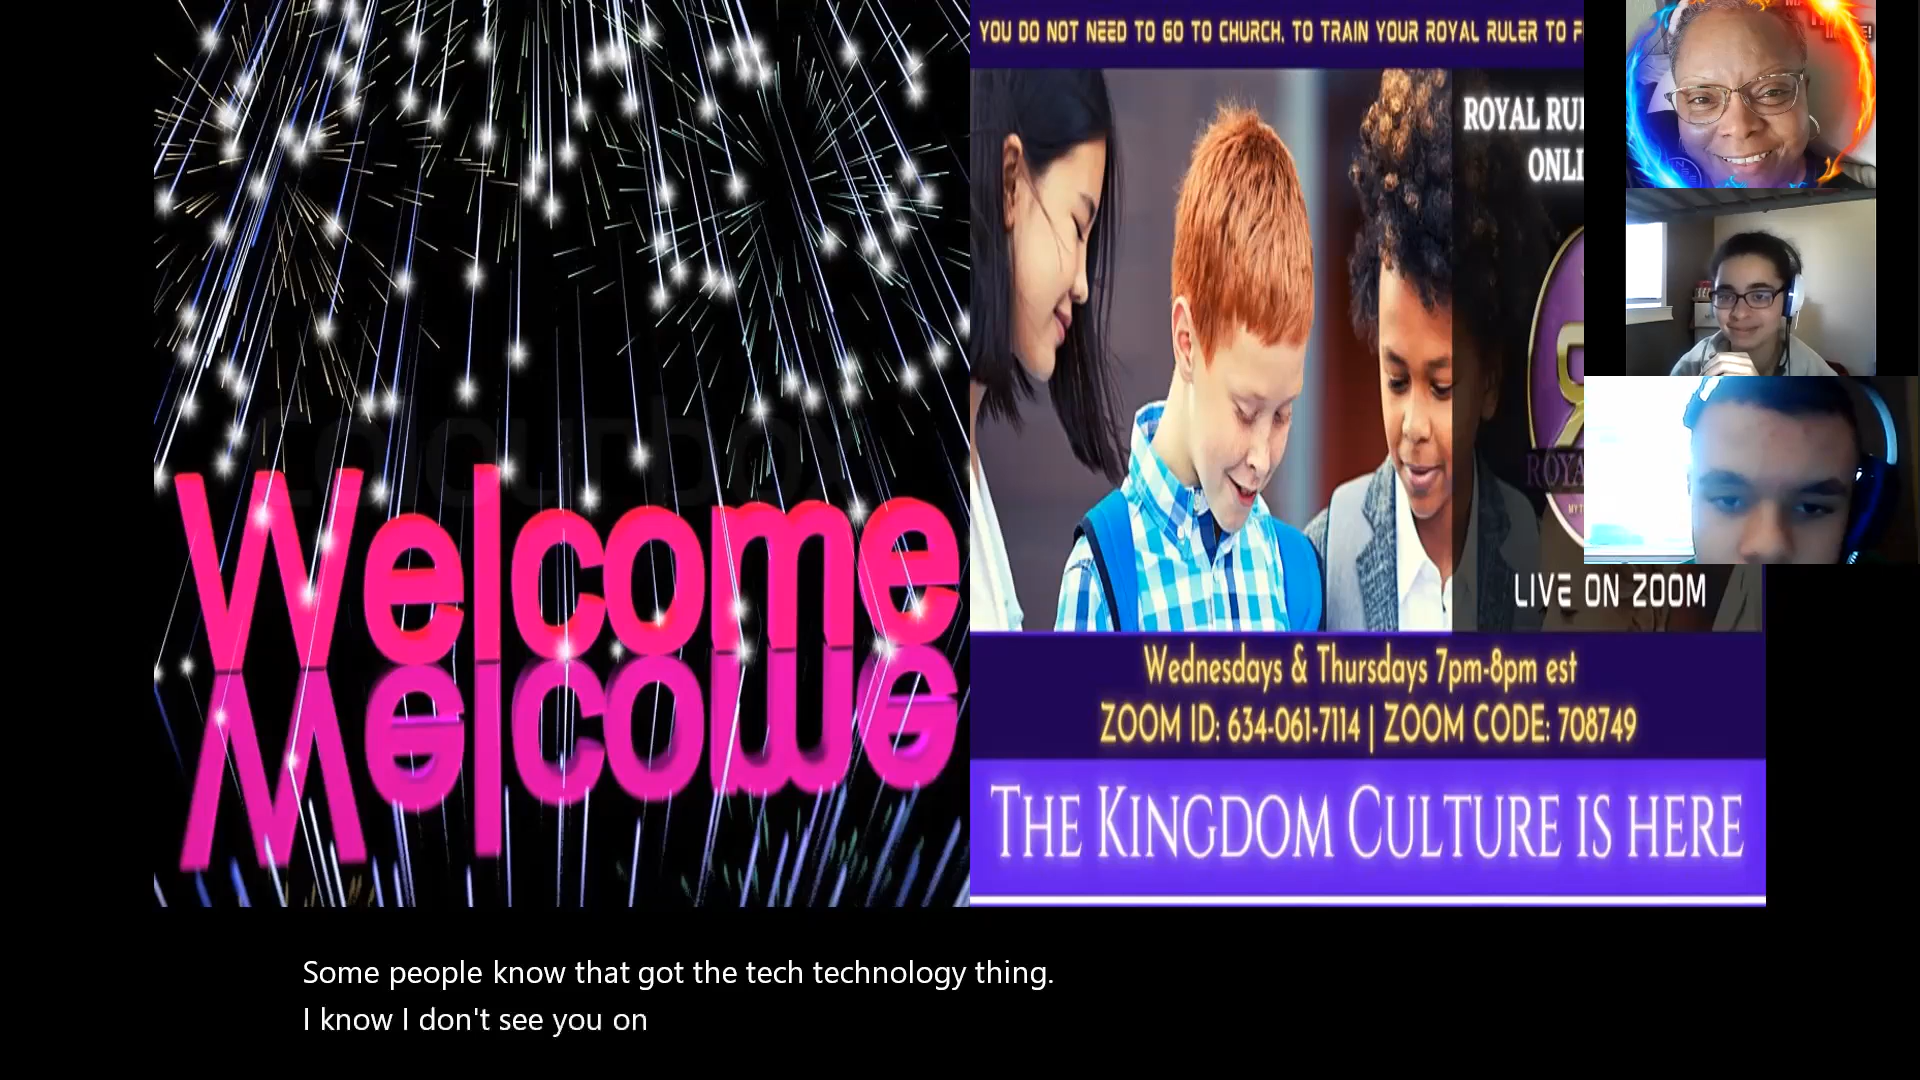 YOU DO NOT NEED TO GO TO CHURCH, TO TRAIN YOUR ROYAL RULER TO
ROYAL
ONLI
Welcome
Welcome
ROYA
LIVE ON ZOOM
Wednesdays & Thursdays 7pm-8pm est
ZOOM ID: 634-061-7114 | ZOOM CODE: 708749
THE KINGDOM CULTURE IS HERE
Some people know that got the tech technology thing.
I know I don't see you on